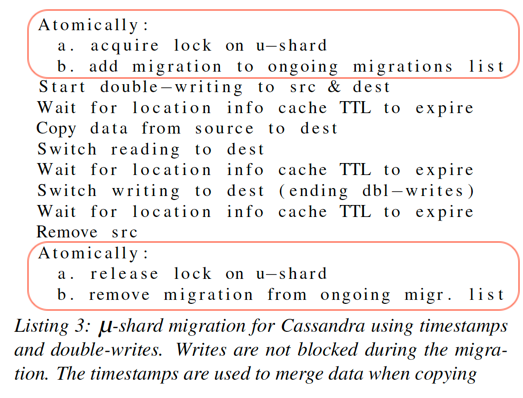 Atomically:
a. acquire lock on u−shard
b. add migration to ongoing migrations list
Start double−writing to src & dest
Wait for location info cache TTL to expire
Copy data from source to dest
Switch reading to dest
Wait for location info cache TTL to expire
Switch writing to dest (ending dbl−writes)
Wait for location info cache TTL to expire
Remove src
Atomically:
a. release lock on u−shard
b. remove migration from ongoing migr. list
Listing 3: μ-shard migration for Cassandra using timestamps
and double-writes. Writes are not blocked during the migra-
tion. The timestamps are used to merge data when copying